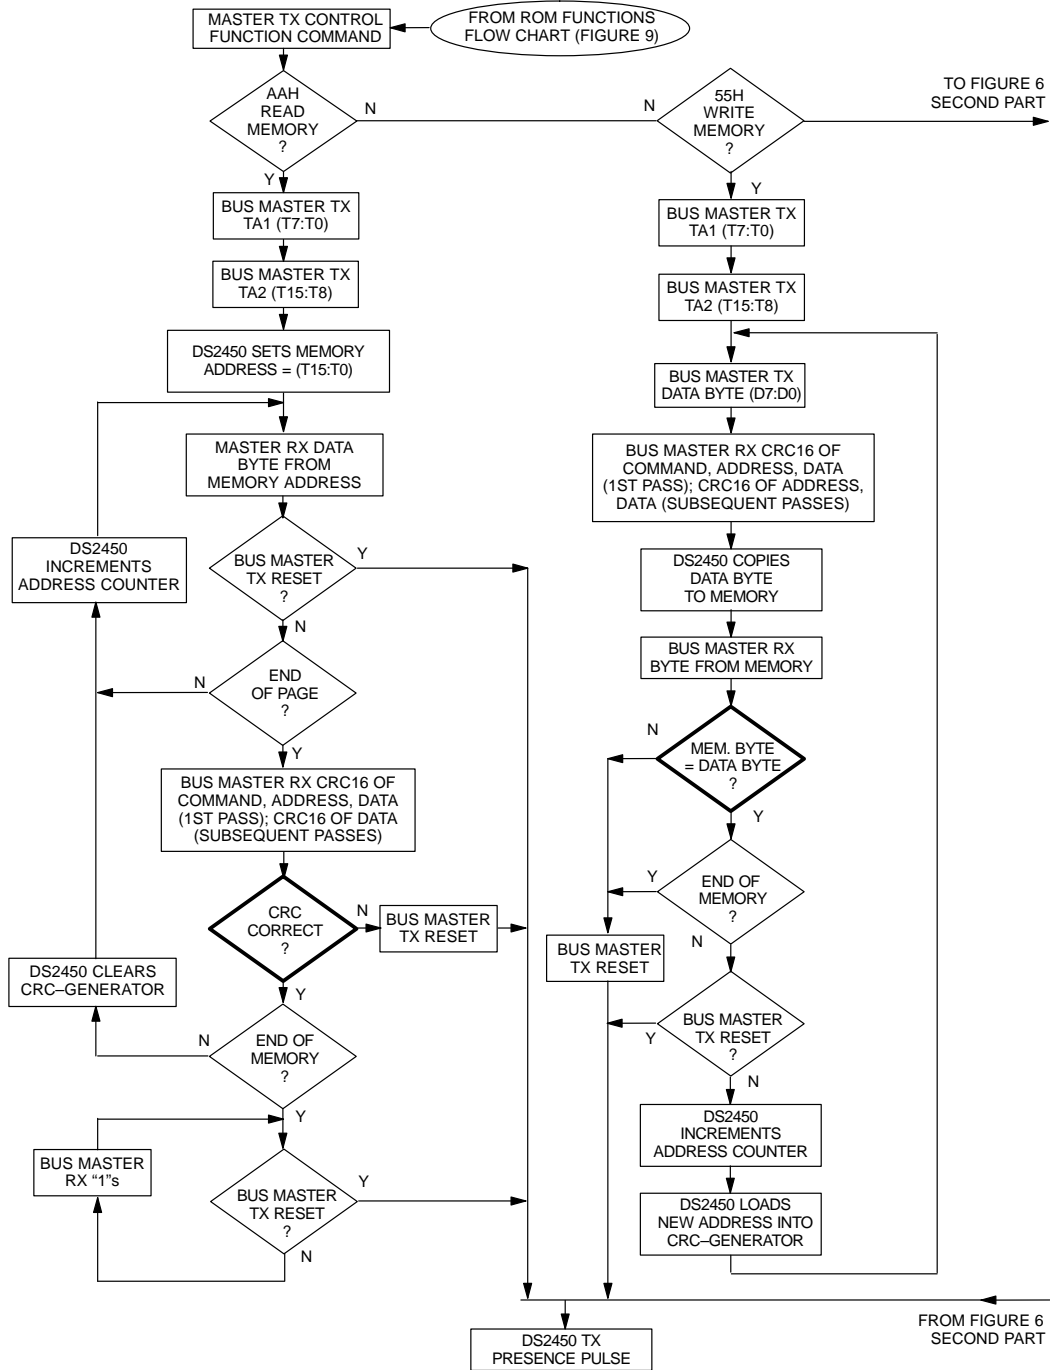 MASTER TX CONTROL
FUNCTION COMMAND
FROM ROM FUNCTIONS
FLOW CHART (FIGURE 9)
AAH
READ
MEMORY
?
N
Y
N
55H
WRITE
MEMORY
?
Y
TO FIGURE 6
SECOND PART
BUS MASTER TX
TA1 (T7:T0)
BUS MASTER TX
TA2 (T15:T8)
DS2450 SETS MEMORY
ADDRESS = (T15:T0)
MASTER RX DATA
BYTE FROM
MEMORY ADDRESS
DS2450
INCREMENTS
ADDRESS COUNTER
BUS MASTER
TX RESET
?
Y
N
END
OF PAGE
?
N
Y
BUS MASTER RX CRC16 OF
COMMAND, ADDRESS, DATA
(1ST PASS); CRC16 OF DATA
(SUBSEQUENT PASSES)
CRC
CORRECT
?
N
Y
BUS MASTER
TX RESET
DS2450 CLEARS
CRC–GENERATOR
END OF
MEMORY
?
N
Y
BUS MASTER
RX “1”s
BUS MASTER
TX RESET
?
Y
N
BUS MASTER TX
TA1 (T7:T0)
BUS MASTER TX
TA2 (T15:T8)
BUS MASTER TX
DATA BYTE (D7:D0)
BUS MASTER RX CRC16 OF
COMMAND, ADDRESS, DATA
(1ST PASS); CRC16 OF ADDRESS,
DATA (SUBSEQUENT PASSES)
DS2450 COPIES
DATA BYTE
TO MEMORY
BUS MASTER RX
BYTE FROM MEMORY
MEM. BYTE
= DATA BYTE
?
N
Y
END OF
MEMORY
?
Y
N
BUS MASTER
TX RESET
BUS MASTER
TX RESET
?
Y
N
DS2450
INCREMENTS
ADDRESS COUNTER
DS2450 LOADS
NEW ADDRESS INTO
CRC–GENERATOR
FROM FIGURE 6
SECOND PART
DS2450 TX
PRESENCE PULSE